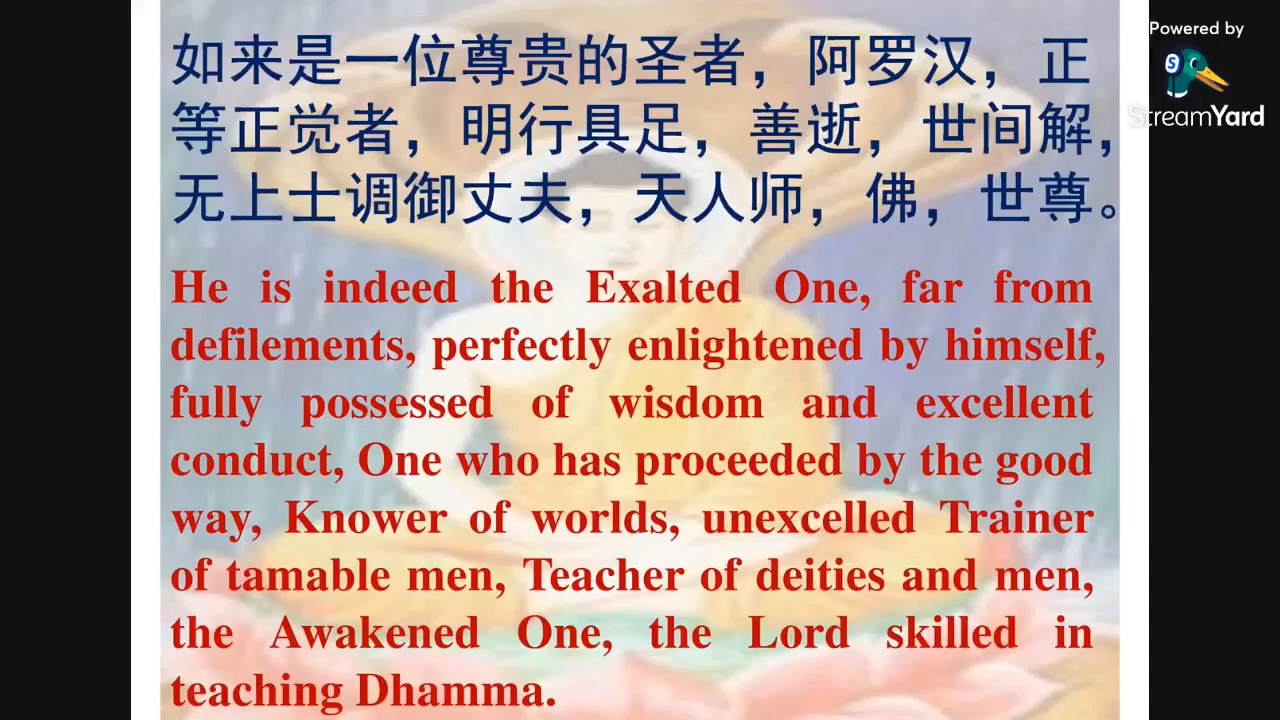 如来是一位尊贵的圣者，阿罗汉，正
等正觉者，明行具足，善逝，世间解，
无上士调御丈夫，天人师，佛，世尊。
He is indeed the Exalted One, far from
defilements, perfectly enlightened by himself,
fully possessed of wisdom and excellent
conduct, One who has proceeded by the good
way, Knower of worlds, unexcelled Trainer
of tamable men, Teacher of deities and men,
the Awakened One, the Lord skilled in
teaching Dhamma.
Powered by
S
StreamYard